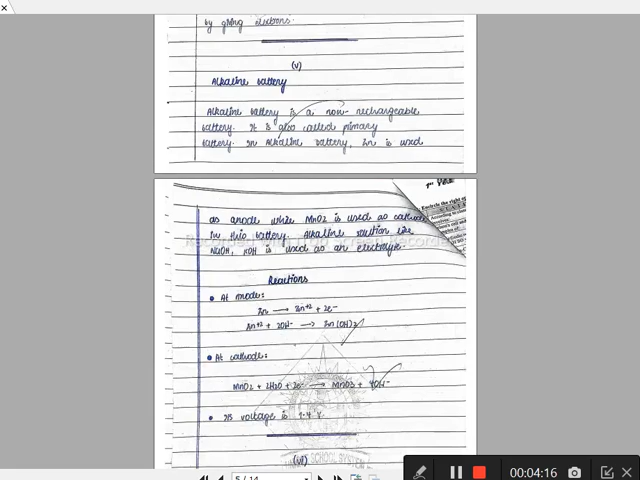 by giving electrons.
(v)
Alkaline battery
Alkaline battery is a non-rechargeable
battery. It is also called primary
battery. In Alkaline battery, Zn is used
as anode while MnO2 is used as cathode
in this battery. Alkaline solution like
NaOH, KOH is used as an electrolyte.
Reactions
• At anode:
Zn → Zn+2 + 2e-
Zn+2 + 2OH- → Zn(OH)2
• At cathode:
MnO2 + 2H2O + 2e- → MnO3 + 4OH-
• Its voltage is 1.4 V.
(vi)
SCHOOL SYSTEM
5 / 14
00:04:16